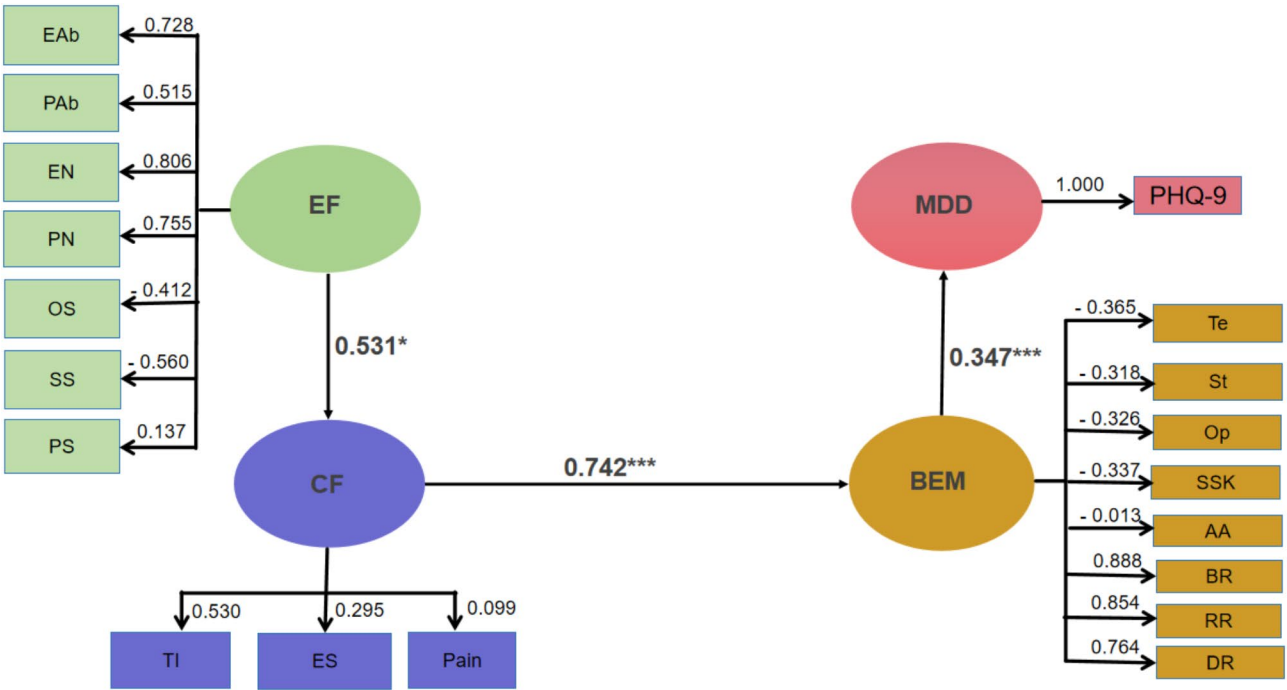 EAb
0.728
PAb
0.515
EN
0.806
PN
0.755
OS
- 0.412
SS
- 0.560
PS
0.137
EF
0.531*
CF
0.742***
0.530
0.295
0.099
TI
ES
Pain
MDD
1.000
PHQ-9
0.347***
BEM
- 0.365
Te
- 0.318
St
- 0.326
Op
- 0.337
SSK
- 0.013
AA
0.888
BR
0.854
RR
0.764
DR